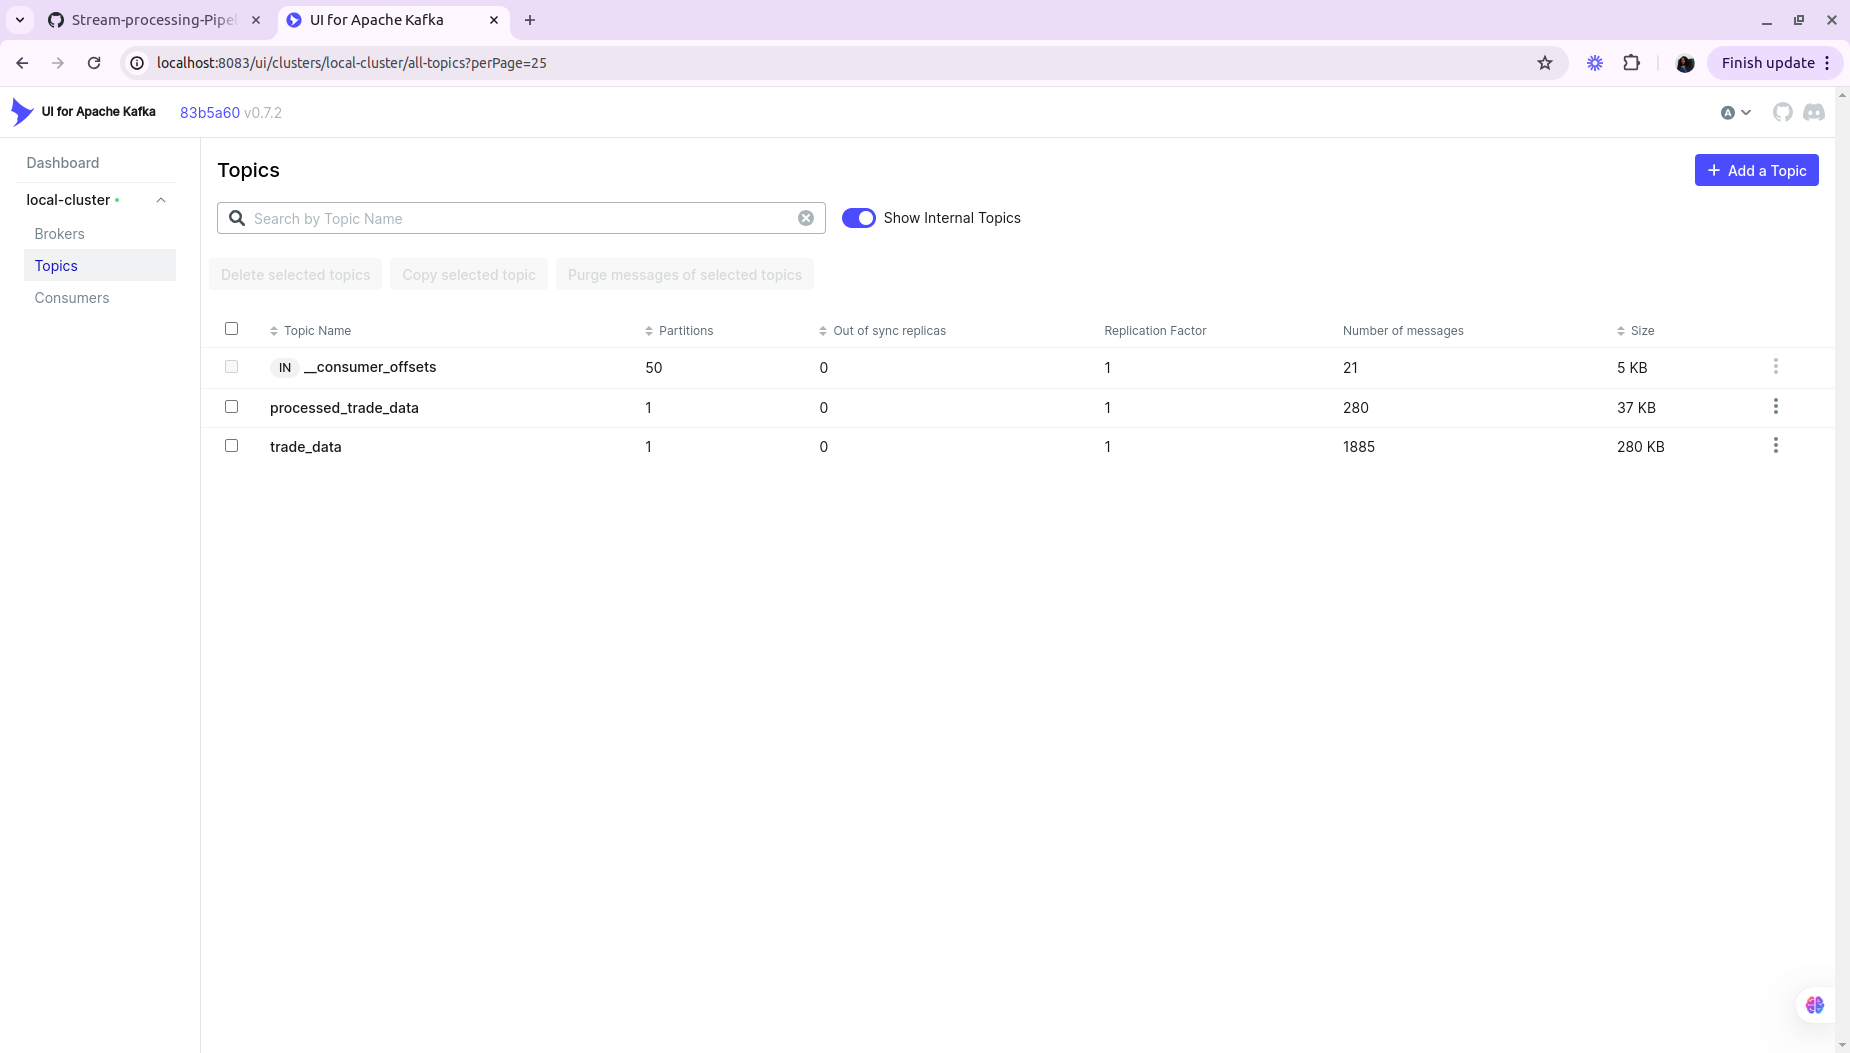 Stream-processing-Pipel
UI for Apache Kafka
localhost:8083/ui/clusters/local-cluster/all-topics?perPage=25
Finish update
UI for Apache Kafka 83b5a60 v0.7.2
A
Dashboard
local-cluster
Brokers
Topics
Consumers
Topics
Add a Topic
Search by Topic Name
Show Internal Topics
Delete selected topics Copy selected topic Purge messages of selected topics
Topic Name Partitions Out of sync replicas Replication Factor Number of messages Size
IN __consumer_offsets 50 0 1 21 5 KB
processed_trade_data 1 0 1 280 37 KB
trade_data 1 0 1 1885 280 KB